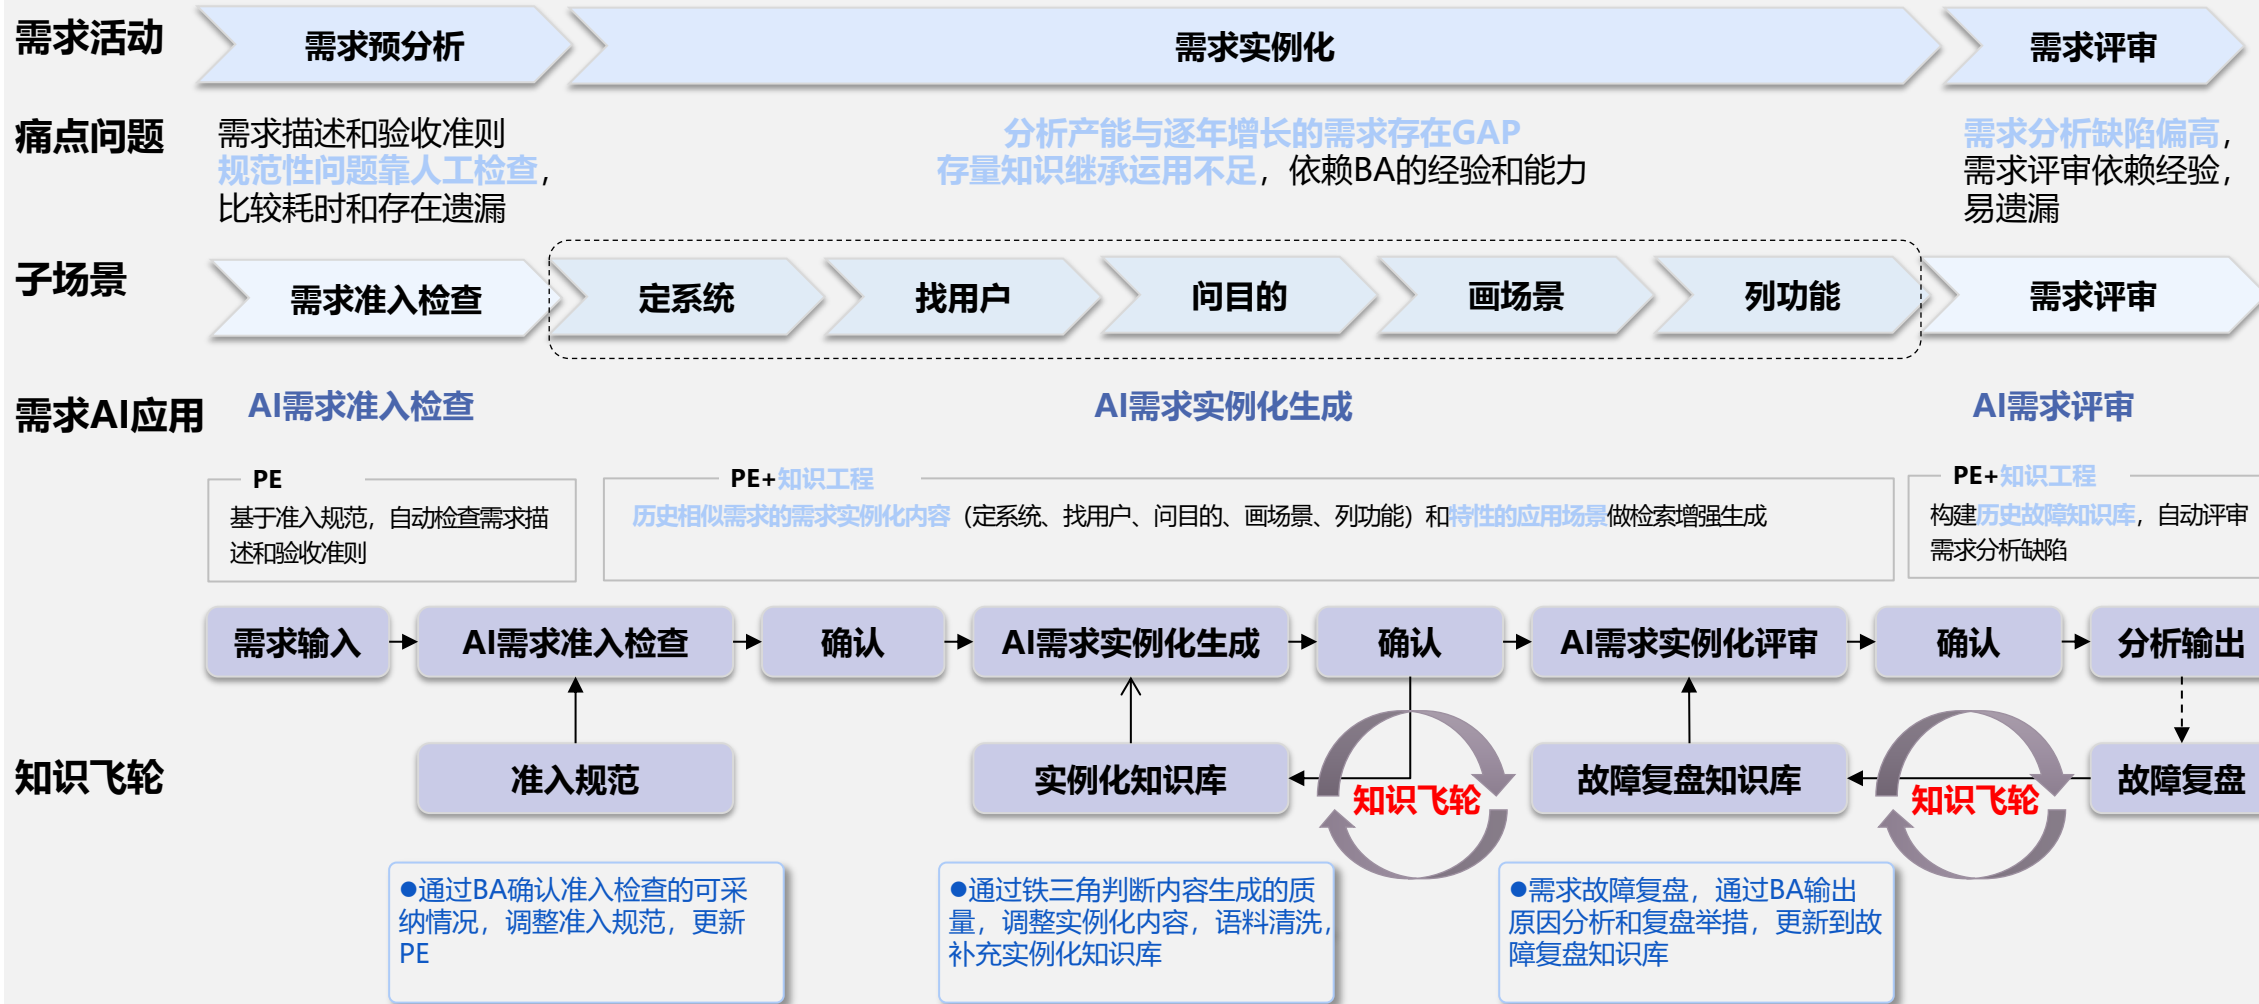 需求活动
需求预分析
需求实例化
需求评审
痛点问题
需求描述和验收准则
规范性问题靠人工检查，
比较耗时和存在遗漏
分析产能与逐年增长的需求存在GAP
存量知识继承运用不足，依赖BA的经验和能力
需求分析缺陷偏高，
需求评审依赖经验，
易遗漏
子场景
需求准入检查
定系统
找用户
问目的
画场景
列功能
需求评审
需求AI应用
AI需求准入检查
AI需求实例化生成
AI需求评审
PE
基于准入规范，自动检查需求描
述和验收准则
PE+知识工程
历史相似需求的需求实例化内容（定系统、找用户、问目的、画场景、列功能）和特性的应用场景做检索增强生成
PE+知识工程
构建历史故障知识库，自动评审
需求分析缺陷
需求输入
AI需求准入检查
确认
AI需求实例化生成
确认
AI需求实例化评审
确认
分析输出
知识飞轮
准入规范
实例化知识库
知识飞轮
故障复盘知识库
知识飞轮
故障复盘
●通过BA确认准入检查的可采
纳情况，调整准入规范，更新
PE
●通过铁三角判断内容生成的质
量，调整实例化内容，语料清洗，
补充实例化知识库
●需求故障复盘，通过BA输出
原因分析和复盘举措，更新到故
障复盘知识库